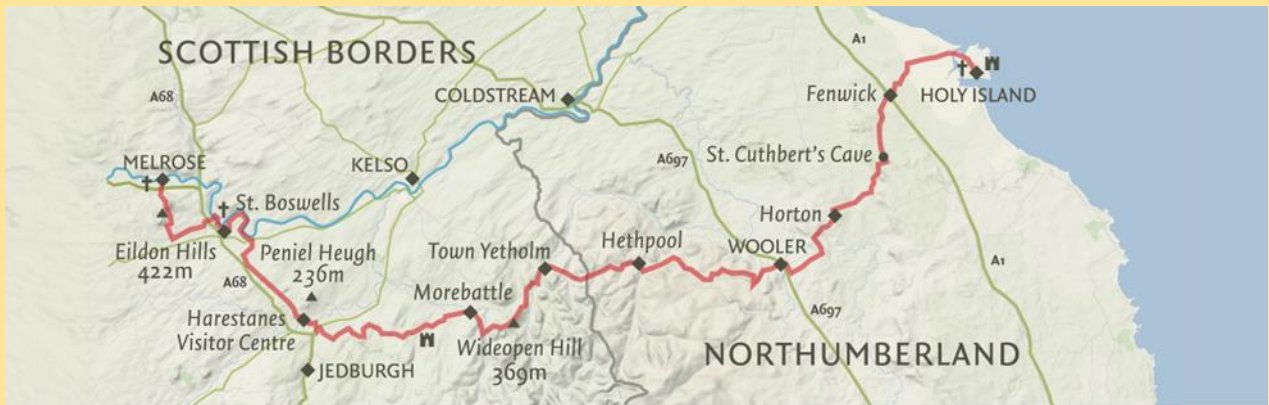 SCOTTISH BORDERS
A1
A68
COLDSTREAM
Fenwick
HOLY ISLAND
MELROSE
KELSO
A697
St. Cuthbert's Cave
St. Boswells
Horton
Eildon Hills
422m
Peniel Heugh
236m
Town Yetholm
Hethpool
WOOLER
A1
A68
Morebattle
A697
Harestanes
Visitor Centre
Wideopen Hill
369m
NORTHUMBERLAND
JEDBURGH